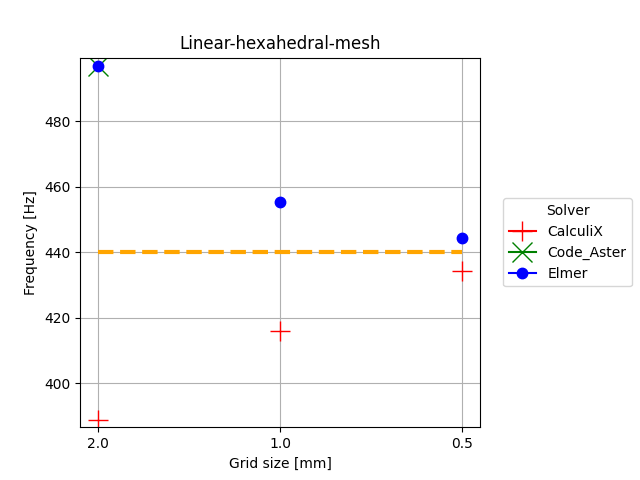 Linear-hexahedral-mesh
Frequency [Hz]
480
460
440
420
400
2.0
1.0
0.5
Grid size [mm]
Solver
CalculiX
Code_Aster
Elmer